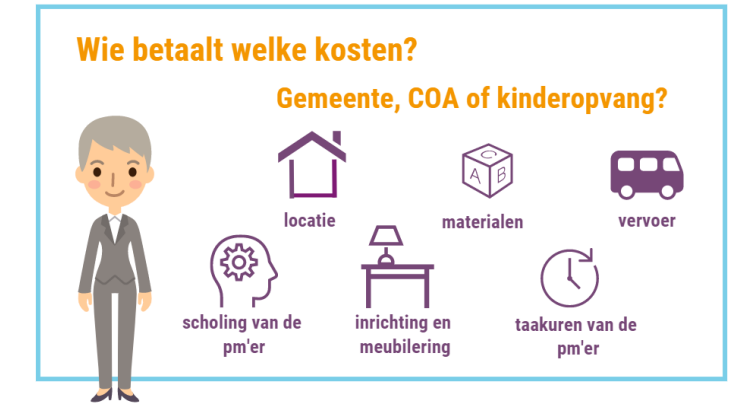 Wie betaalt welke kosten?
Gemeente, COA of kinderopvang?
C
A B
locatie
materialen
vervoer
scholing van de
pm'er
inrichting en
meubilering
taakuren van de
pm'er